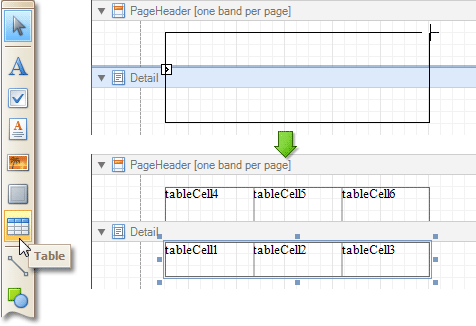 PageHeader [one band per page]
Detail
PageHeader [one band per page]
tableCell4 tableCell5 tableCell6
Detail
tableCell1 tableCell2 tableCell3
A
A
Table